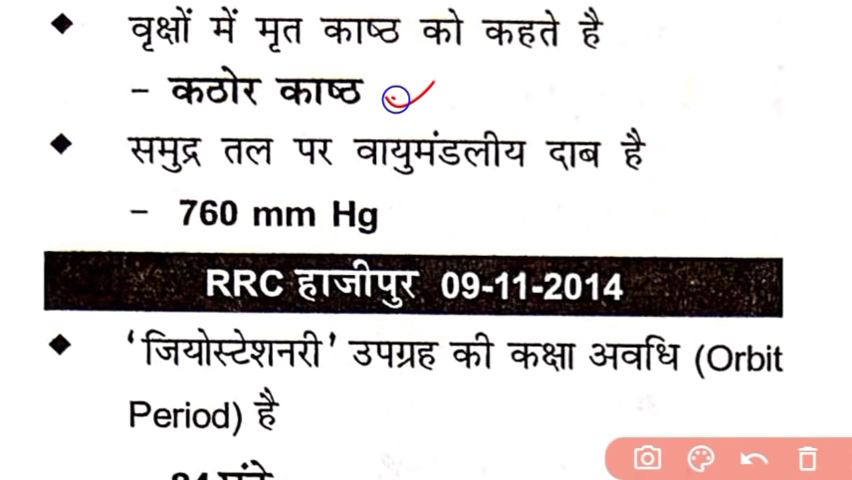 ◆ वृक्षों में मृत काष्ठ को कहते है
– कठोर काष्ठ
◆ समुद्र तल पर वायुमंडलीय दाब है
– 760 mm Hg
RRC हाजीपुर 09-11-2014
◆ 'जियोस्टेशनरी' उपग्रह की कक्षा अवधि (Orbit
Period) है